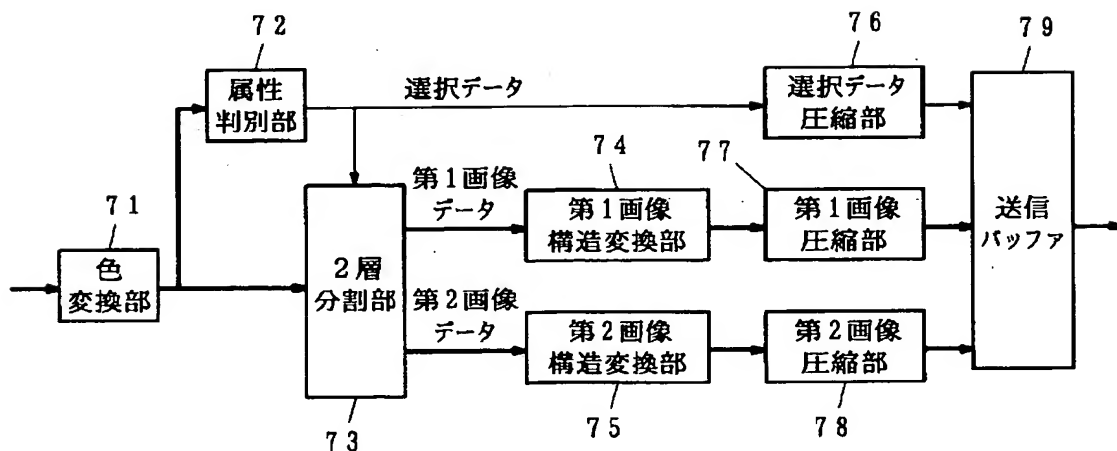 72
属性
判別部
選択データ
76
選択データ
圧縮部
79
送信
バッファ
71
色
変換部
73
2層
分割部
第1画像
データ
74
第1画像
構造変換部
77
第1画像
圧縮部
第2画像
データ
75
第2画像
構造変換部
78
第2画像
圧縮部